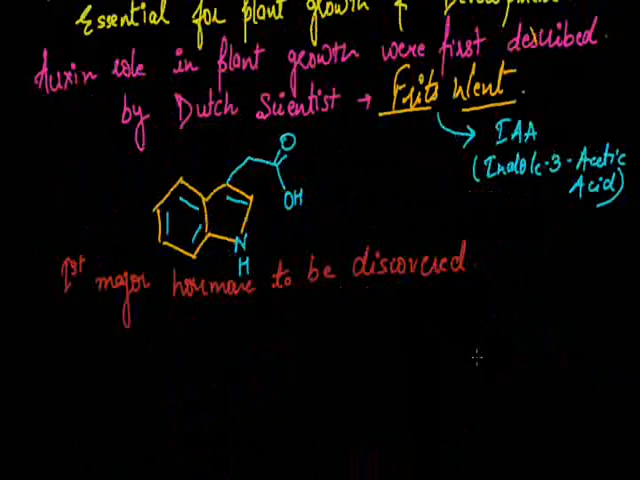 Essential for plant growth & Development
Auxin role in plant growth were first described.
by Dutch Scientist → Frits Went.
IAA
(Indole-3-Acetic
Acid)
O
OH
N
H
1st major hormone to be discovered.